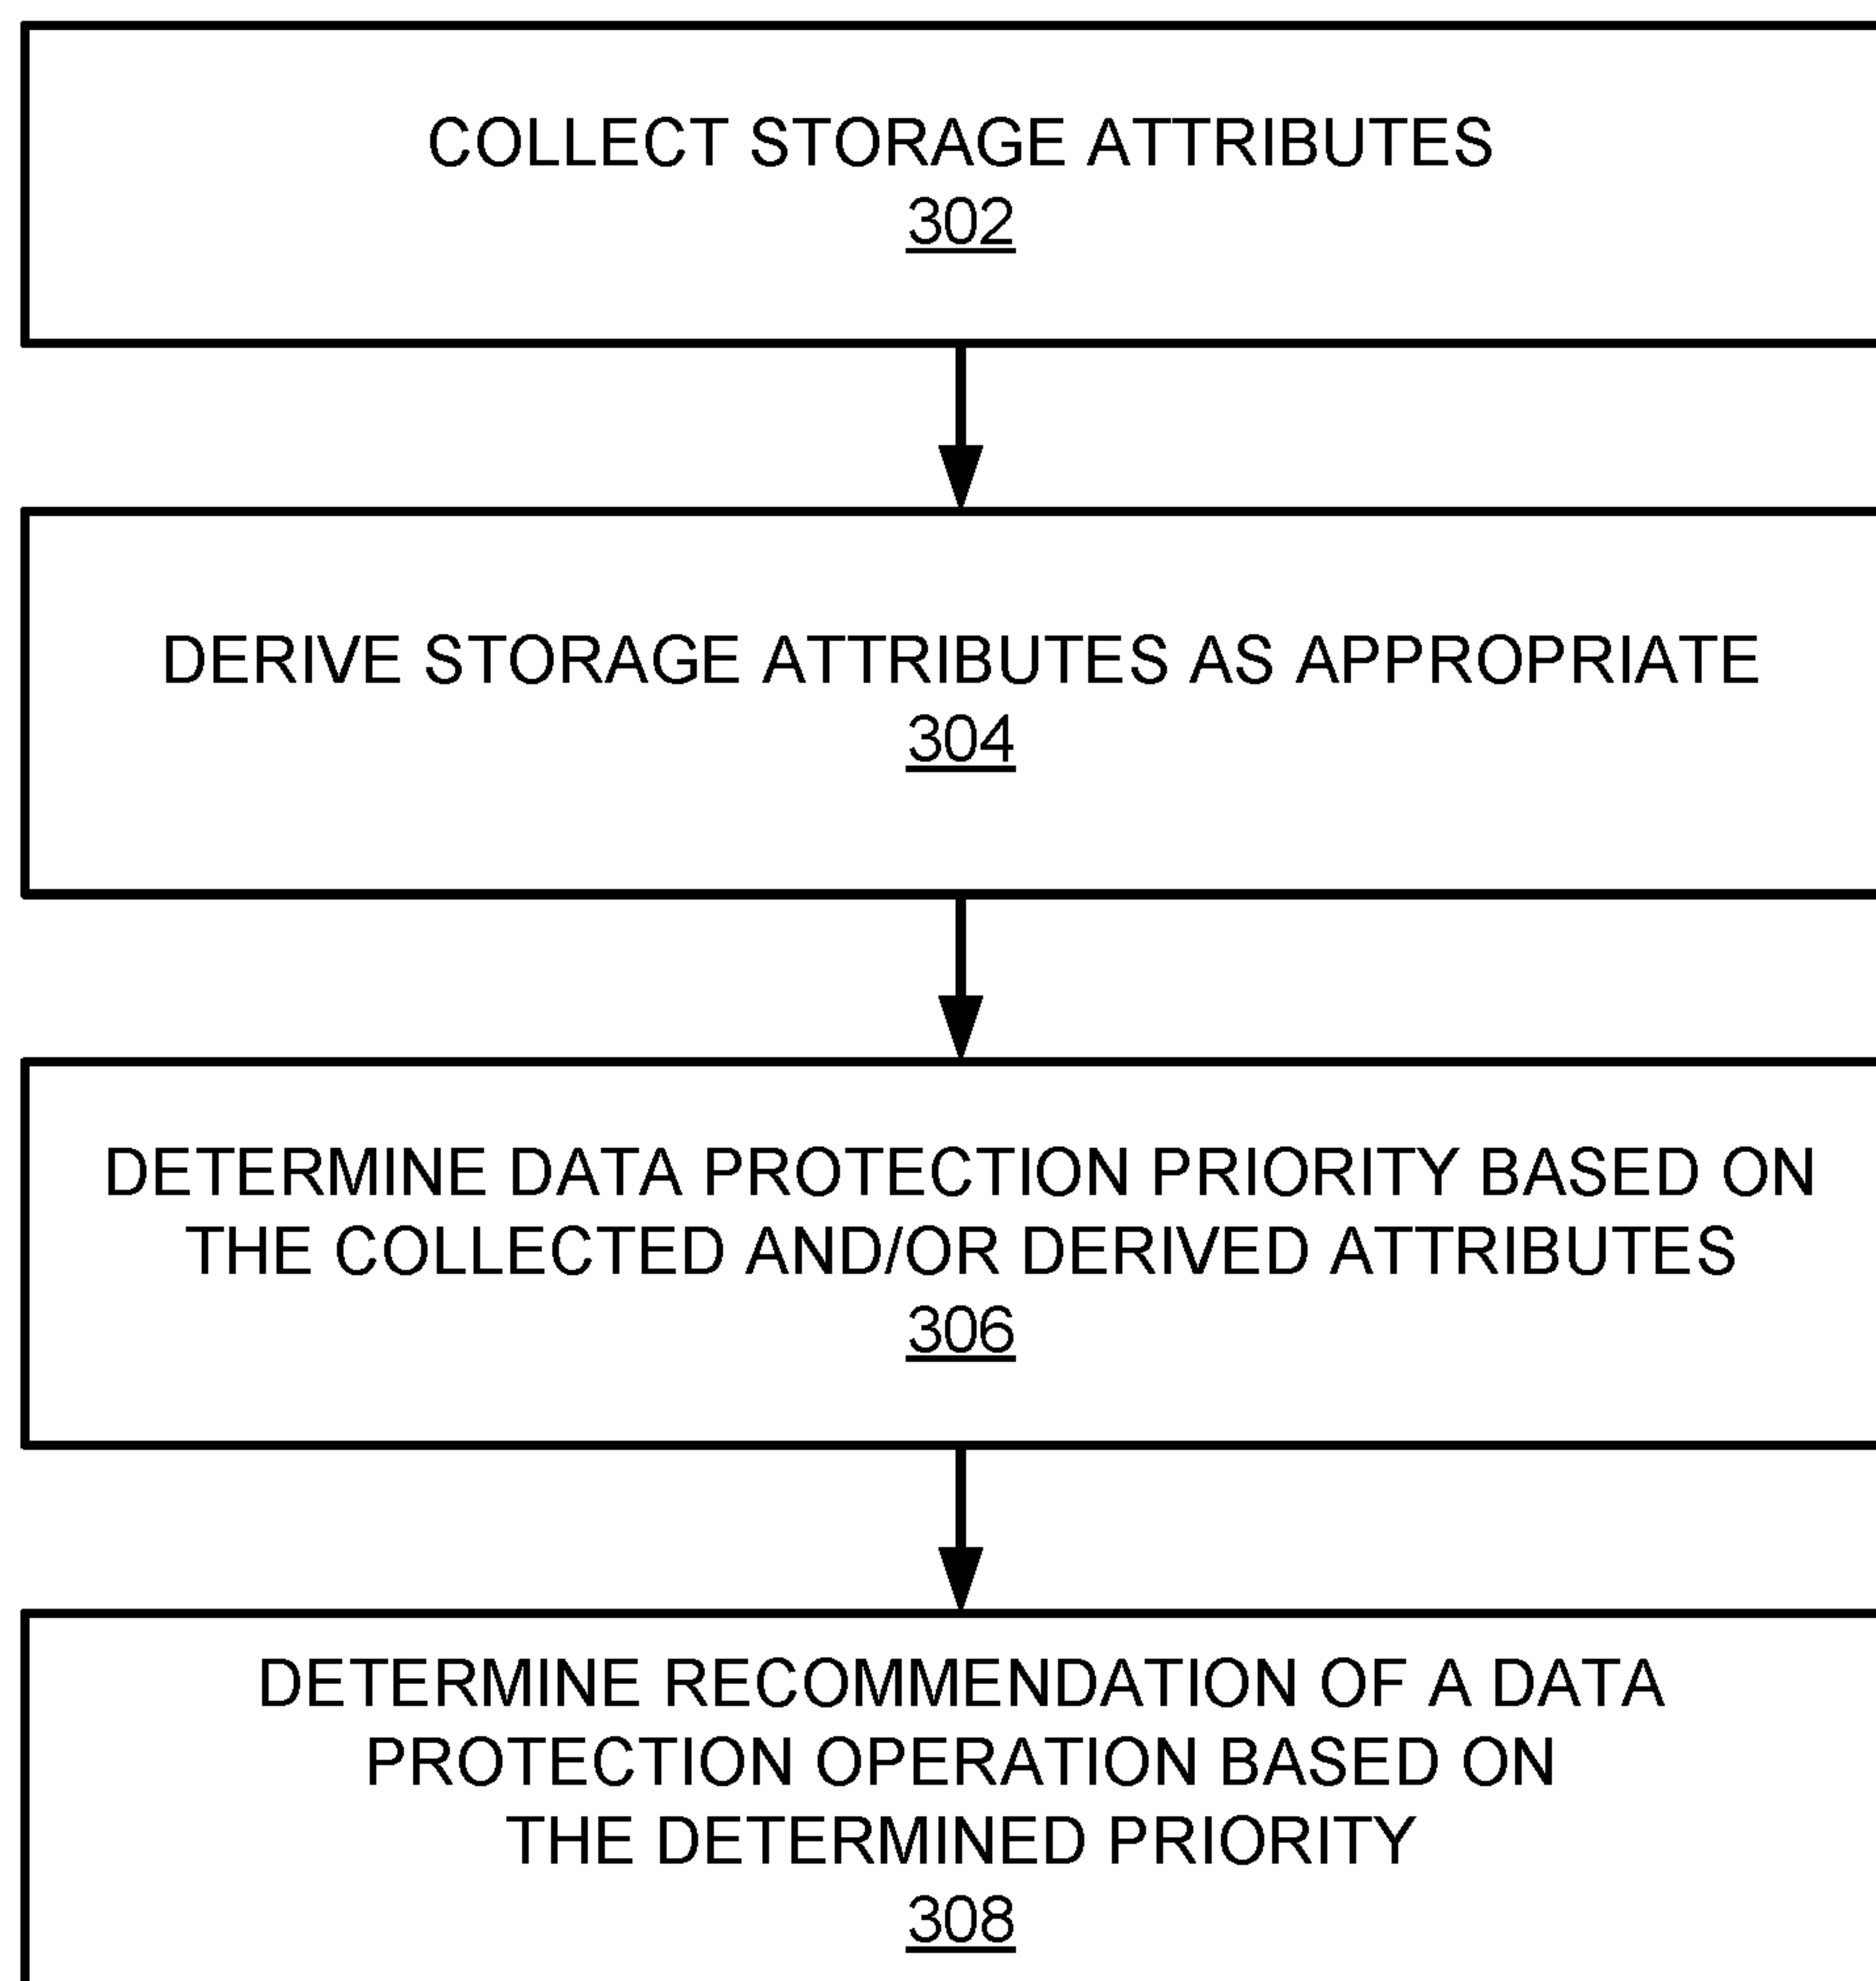 COLLECT STORAGE ATTRIBUTES
302
DERIVE STORAGE ATTRIBUTES AS APPROPRIATE
304
DETERMINE DATA PROTECTION PRIORITY BASED ON
THE COLLECTED AND/OR DERIVED ATTRIBUTES
306
DETERMINE RECOMMENDATION OF A DATA
PROTECTION OPERATION BASED ON
THE DETERMINED PRIORITY
308